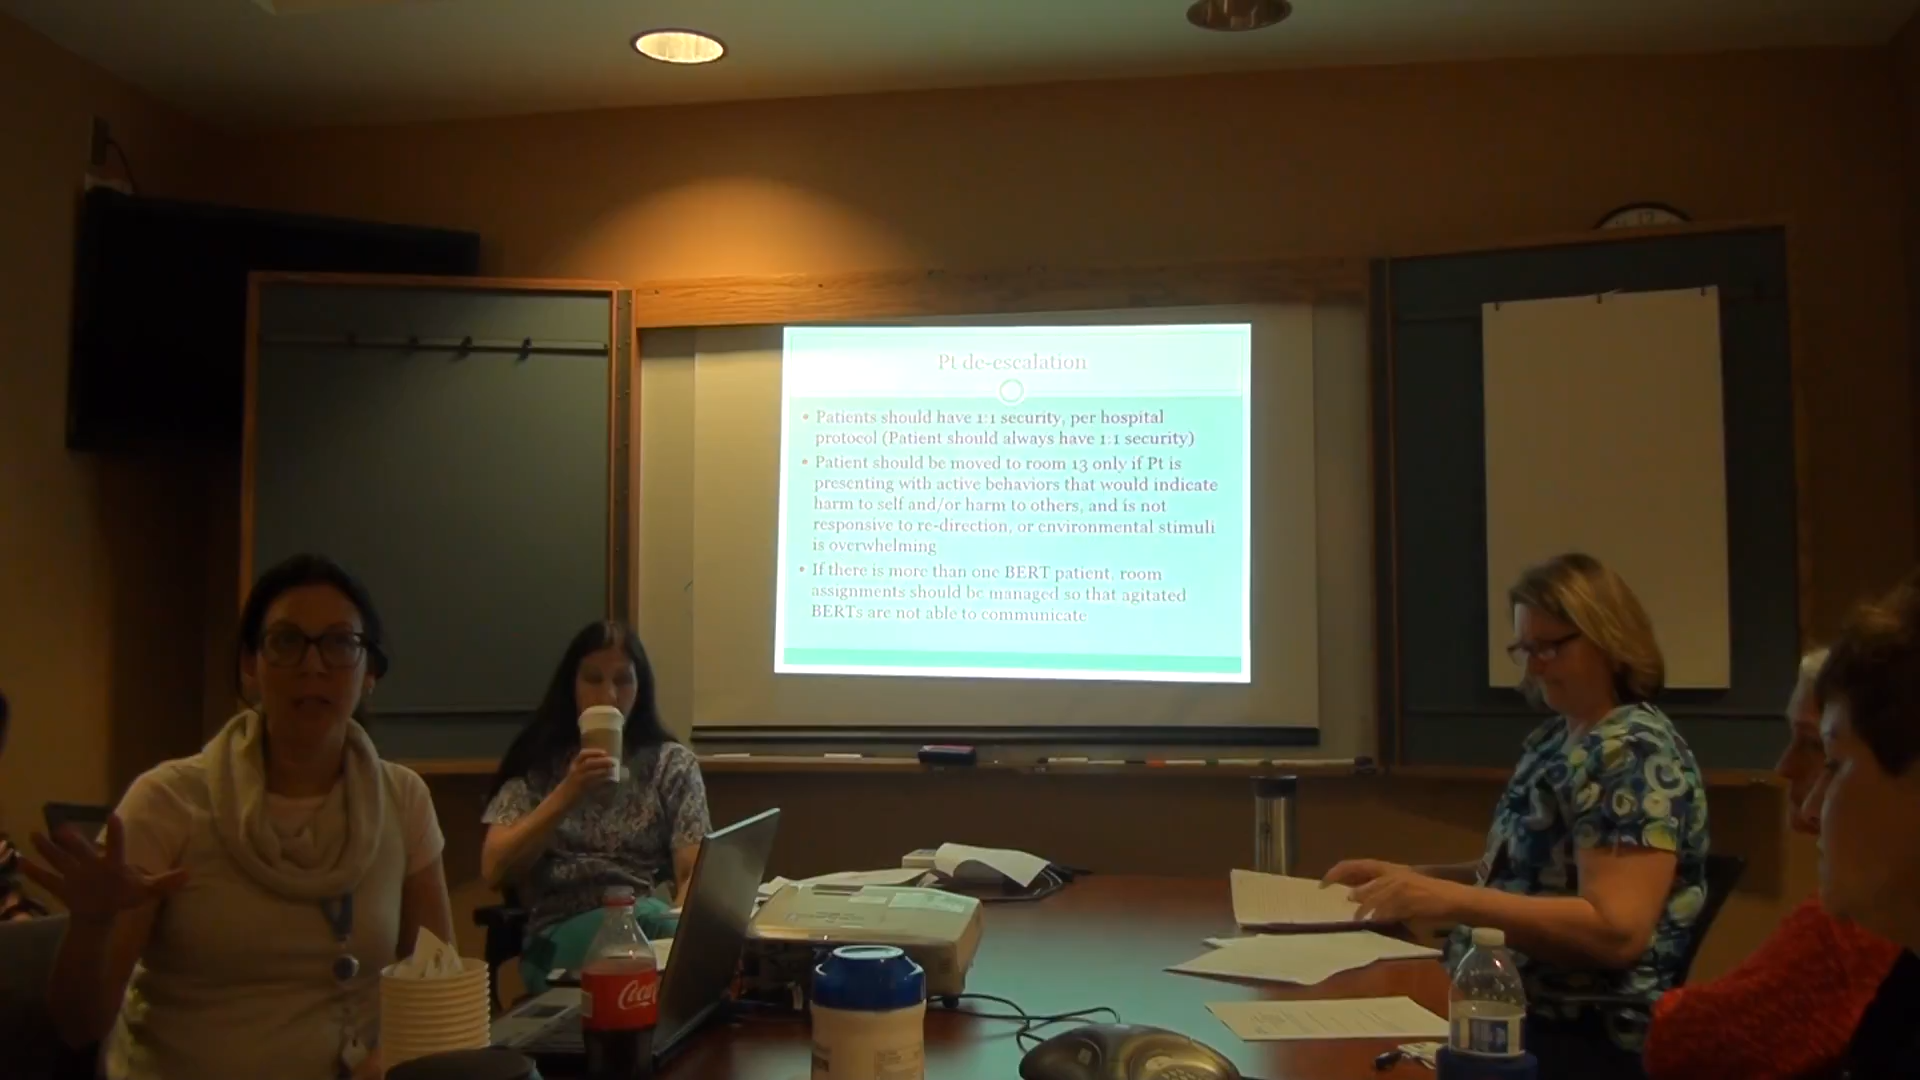 Pt de-escalation
• Patients should have 1:1 security, per hospital
protocol (Patient should always have 1:1 security)
• Patient should be moved to room 13 only if Pt is
presenting with active behaviors that would indicate
harm to self and/or harm to others, and is not
responsive to re-direction, or environmental stimuli
is overwhelming
• If there is more than one BERT patient, room
assignments should be managed so that agitated
BERTs are not able to communicate
Coca